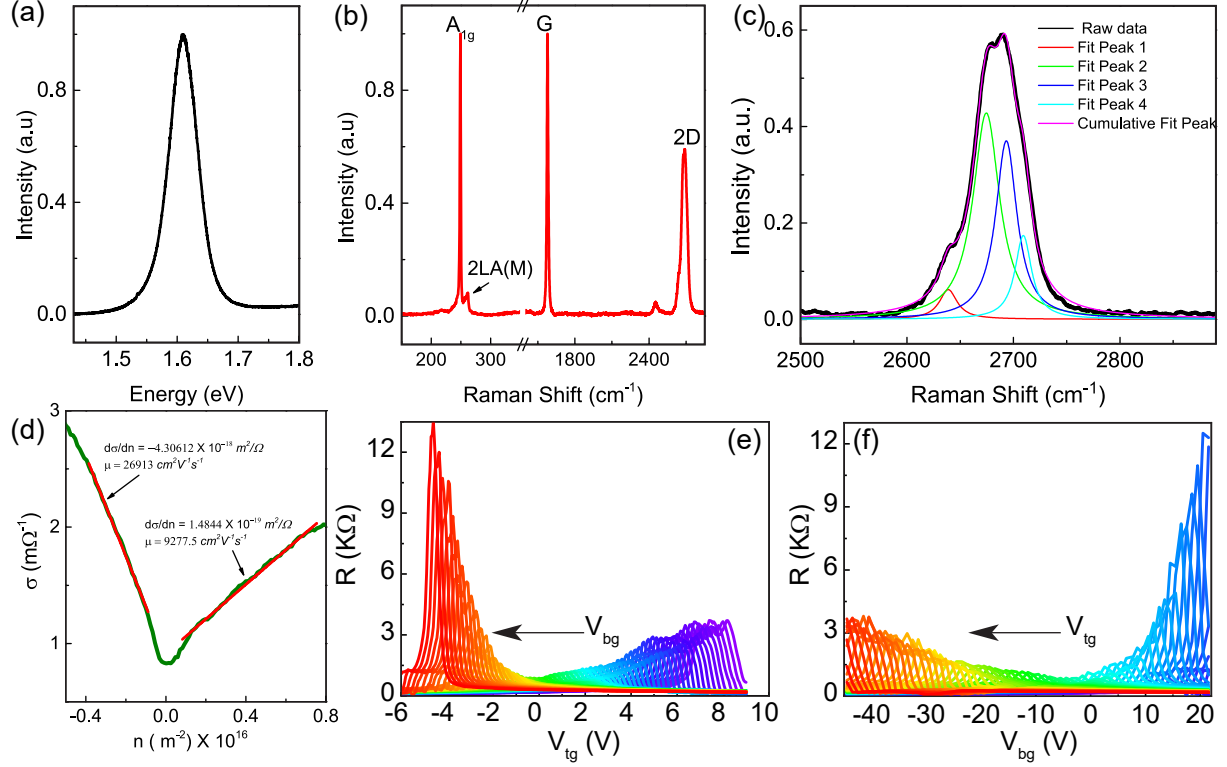 (a)
Intensity (a.u)
0.8
0.4
0.0
1.5 1.6 1.7 1.8
Energy (eV)
(b)
A1g
G
2D
2LA(M)
Intensity (a.u)
0.8
0.4
0.0
200 300 1800 2400
Raman Shift (cm-1)
(c)
Raw data
Fit Peak 1
Fit Peak 2
Fit Peak 3
Fit Peak 4
Cumulative Fit Peak
Intensity (a.u.)
0.6
0.4
0.2
0.0
2500 2600 2700 2800
Raman Shift (cm-1)
(d)
dσ/dn = −4.30612 X 10−18 m2/Ω
μ = 26913 cm2V-1s-1
dσ/dn = 1.4844 X 10−19 m2/Ω
μ = 9277.5 cm2V-1s-1
σ (mΩ-1)
3
2
1
-0.4 0.0 0.4 0.8
n ( m-2) X 1016
(e)
Vbg
R (KΩ)
12
9
6
3
0
-6 -4 -2 0 2 4 6 8 10
Vtg (V)
(f)
Vtg
R (KΩ)
12
9
6
3
0
-40 -30 -20 -10 0 10 20
Vbg (V)